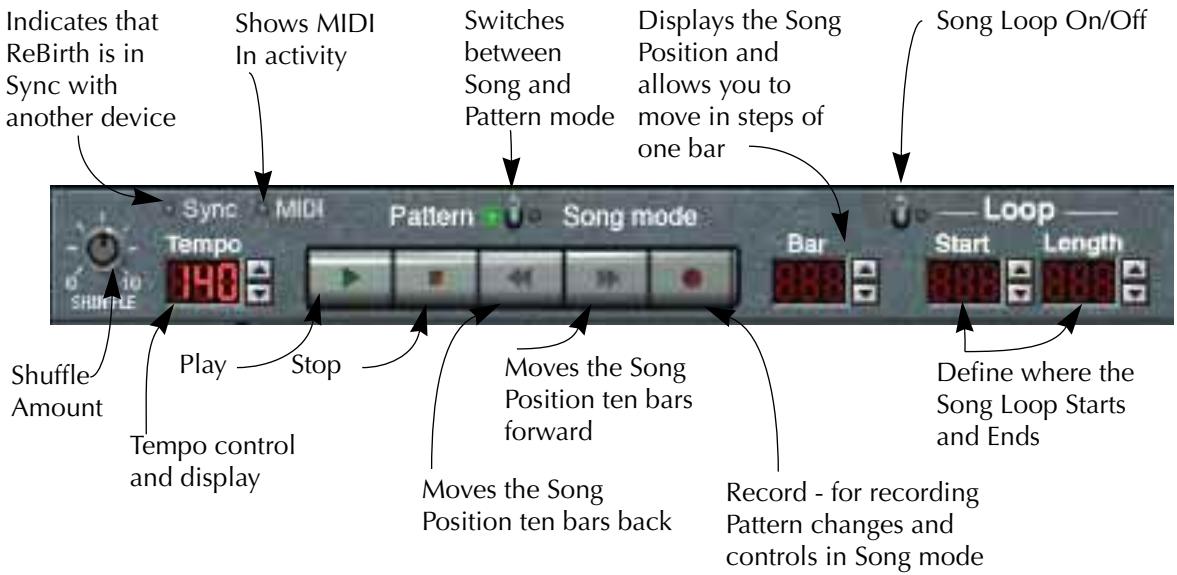 Indicates that
ReBirth is in
Sync with
another device
Shows MIDI
In activity
Switches
between
Song and
Pattern mode
Displays the Song
Position and
allows you to
move in steps of
one bar
Song Loop On/Off
Sync
MIDI
Pattern
Song mode
Loop
Tempo
Bar
Start
Length
140
0
10
SHUFFLE
Shuffle
Amount
Play
Stop
Tempo control
and display
Moves the Song
Position ten bars
forward
Moves the Song
Position ten bars back
Define where the
Song Loop Starts
and Ends
Record - for recording
Pattern changes and
controls in Song mode